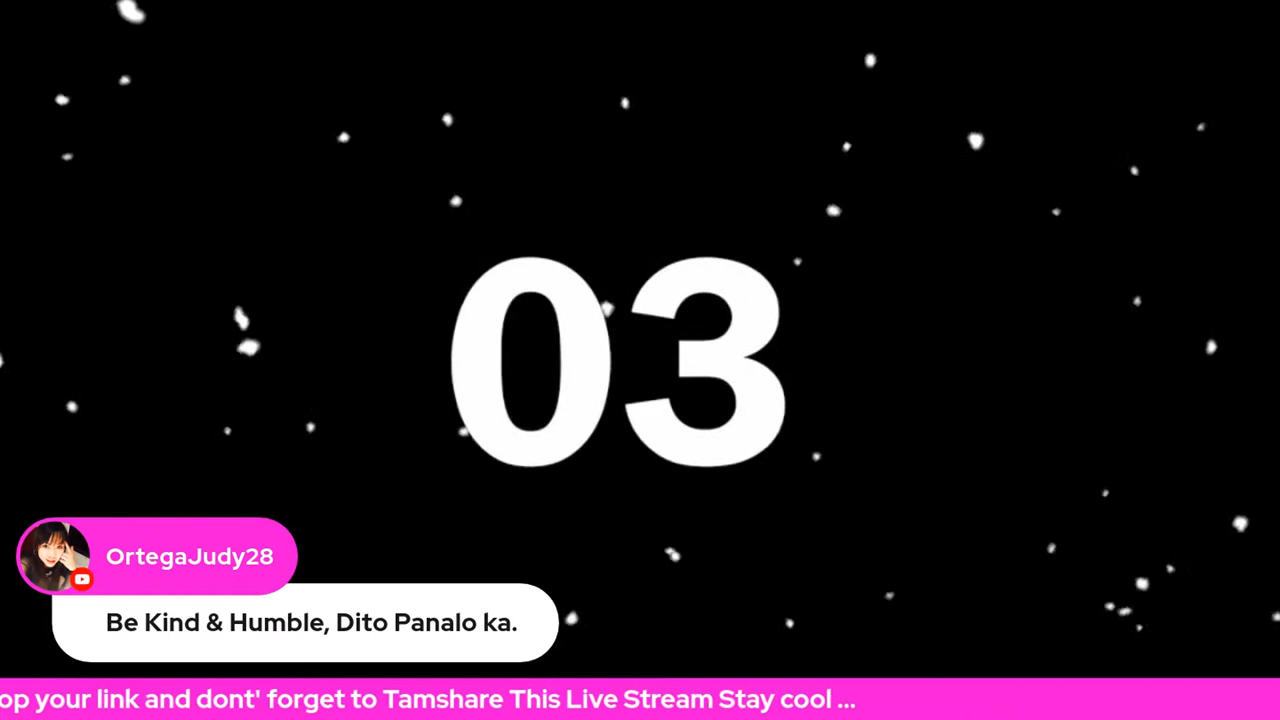 03
OrtegaJudy28
Be Kind & Humble, Dito Panalo ka.
op your link and dont' forget to Tamshare This Live Stream Stay cool ...